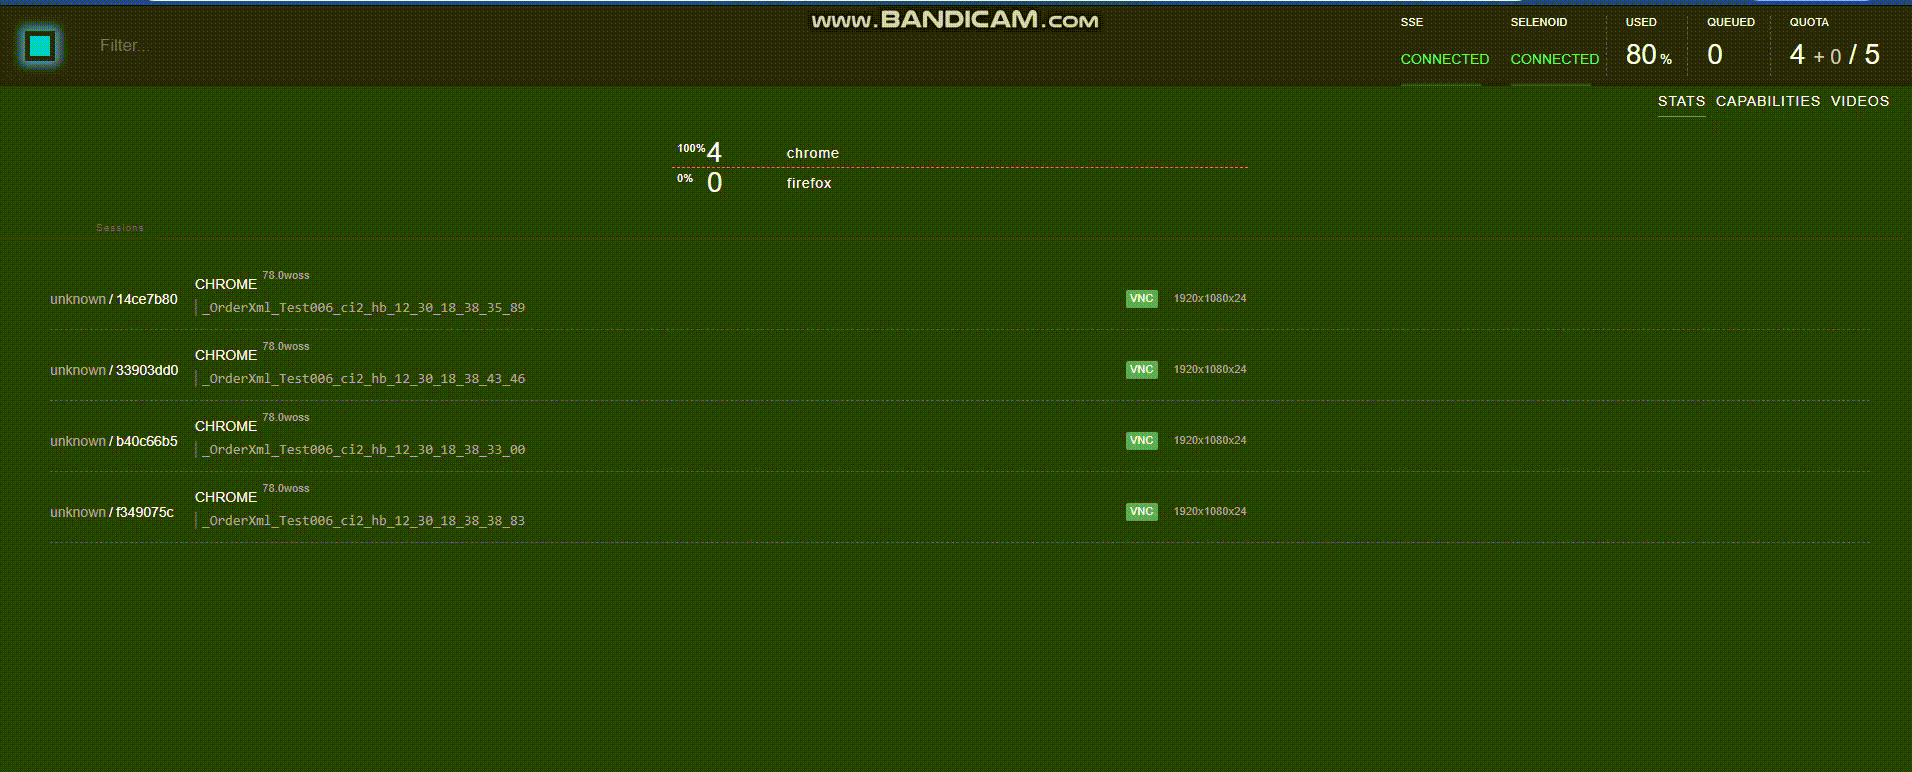 www.BANDICAM.com
Filter...
SSE
CONNECTED
SELENOID
CONNECTED
USED
80 %
QUEUED
0
QUOTA
4 + 0 / 5
STATS CAPABILITIES VIDEOS
100% 4 chrome
0% 0 firefox
Sessions
unknown / 14ce7b80
CHROME 78.0woss
_OrderXml_Test006_ci2_hb_12_30_18_38_35_89
VNC 1920x1080x24
unknown / 33903dd0
CHROME 78.0woss
_OrderXml_Test006_ci2_hb_12_30_18_38_43_46
VNC 1920x1080x24
unknown / b40c66b5
CHROME 78.0woss
_OrderXml_Test006_ci2_hb_12_30_18_38_33_00
VNC 1920x1080x24
unknown / f349075c
CHROME 78.0woss
_OrderXml_Test006_ci2_hb_12_30_18_38_38_83
VNC 1920x1080x24